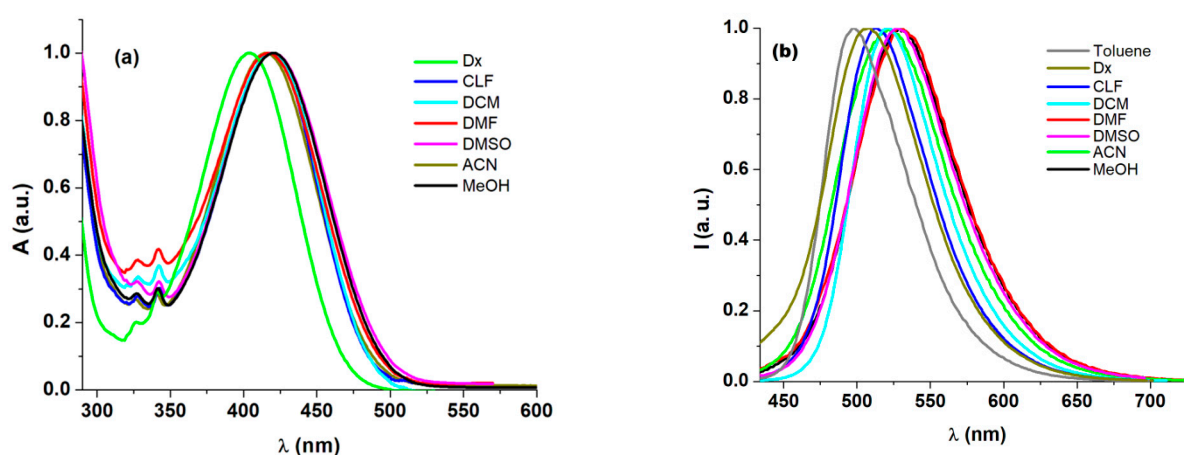 (a)
Dx
CLF
DCM
DMF
DMSO
ACN
MeOH
A (a.u.)
1.0
0.8
0.6
0.4
0.2
0.0
300 350 400 450 500 550 600
λ (nm)
(b)
Toluene
Dx
CLF
DCM
DMF
DMSO
ACN
MeOH
I (a. u.)
1.0
0.8
0.6
0.4
0.2
0.0
450 500 550 600 650 700
λ (nm)